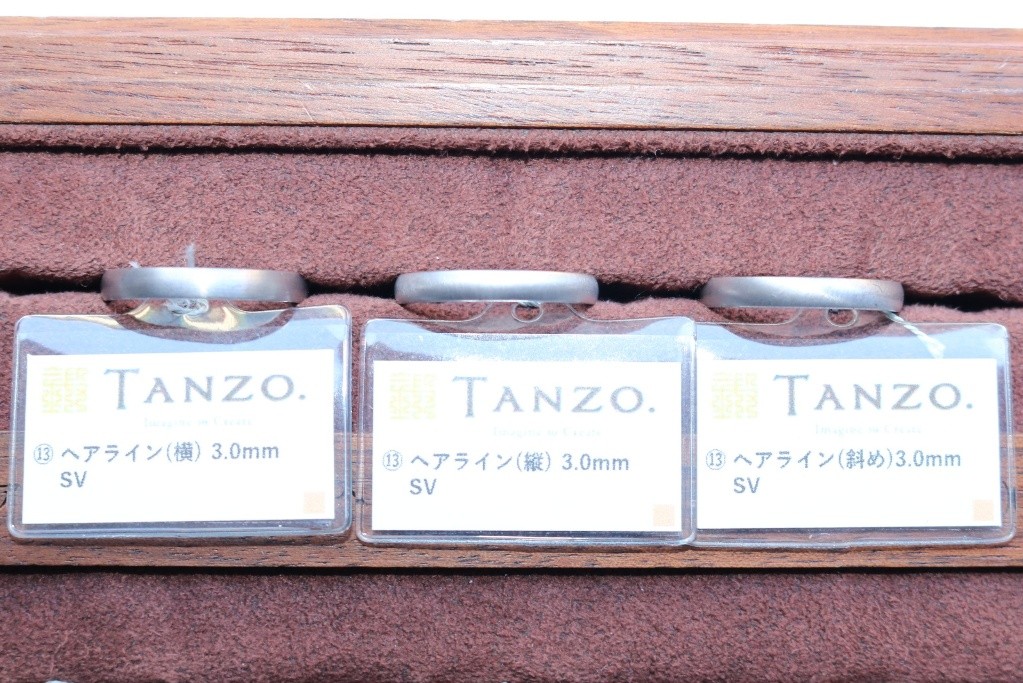 TANZO.
⑬ ヘアライン(横) 3.0mm
SV
TANZO.
⑬ ヘアライン(縦) 3.0mm
SV
TANZO.
⑬ ヘアライン(斜め)3.0mm
SV